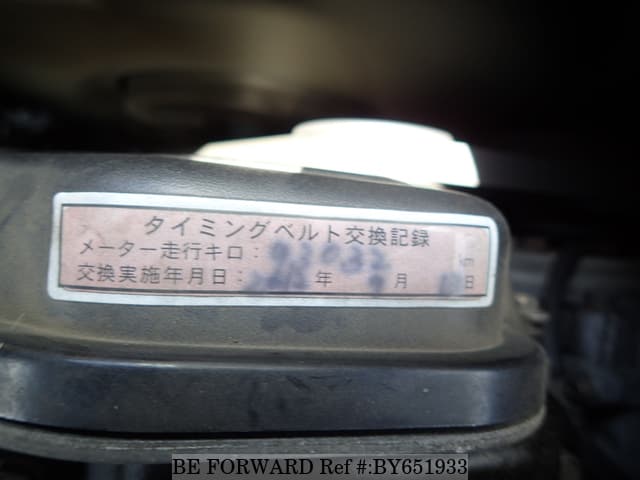 タイミングベルト交換記録
メーター走行キロ：
交換実施年月日： 年 月 日
BE FORWARD Ref #:BY651933